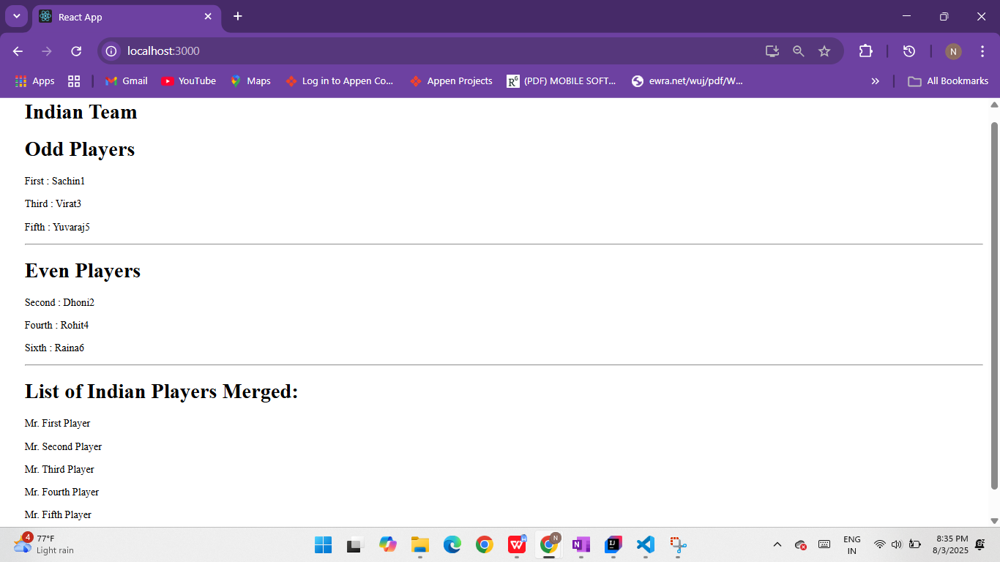 React App
localhost:3000
N
Apps
Gmail
YouTube
Maps
Log in to Appen Co...
Appen Projects
R G
(PDF) MOBILE SOFT...
ewra.net/wuj/pdf/W...
All Bookmarks
Indian Team
Odd Players
First : Sachin1
Third : Virat3
Fifth : Yuvaraj5
Even Players
Second : Dhoni2
Fourth : Rohit4
Sixth : Raina6
List of Indian Players Merged:
Mr. First Player
Mr. Second Player
Mr. Third Player
Mr. Fourth Player
Mr. Fifth Player
4
77°F
Light rain
N
ENG
IN
8:35 PM
8/3/2025